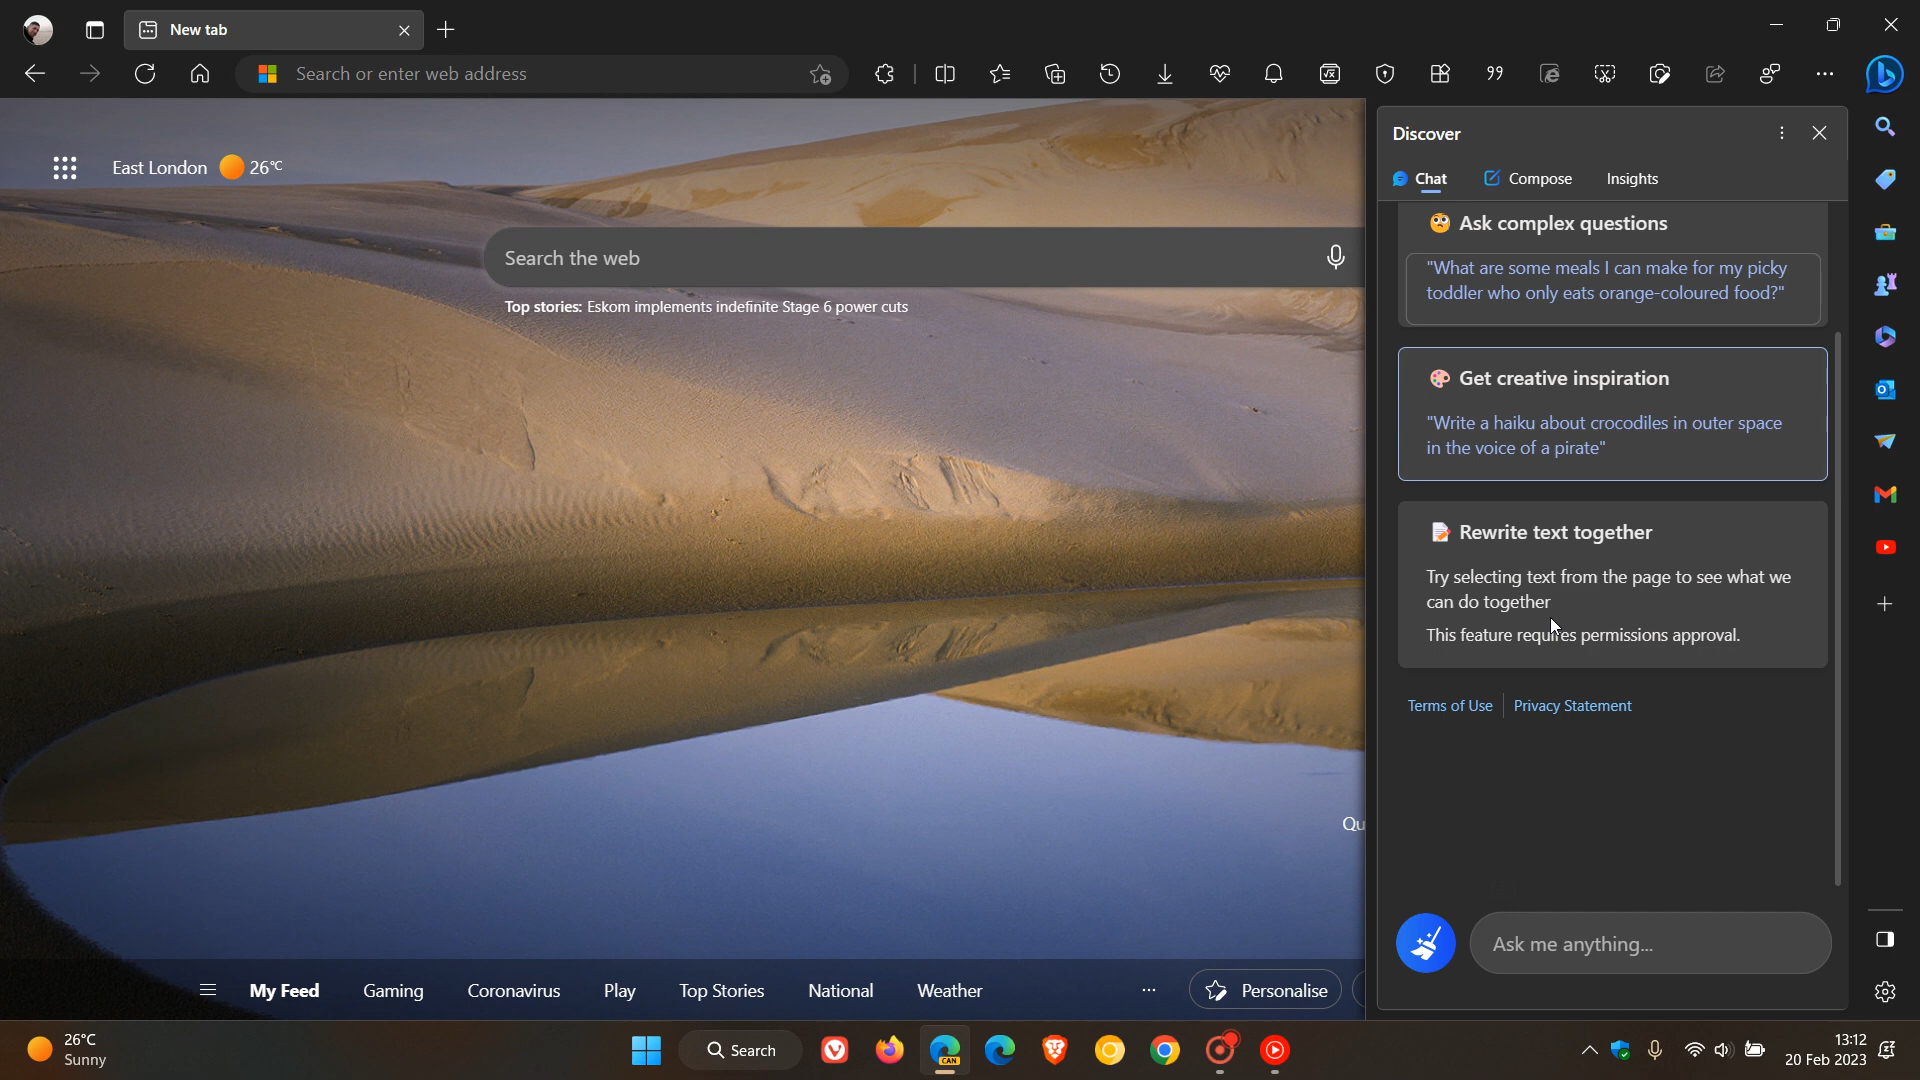 New tab
Search or enter web address
East London 26°C
Search the web
Top stories: Eskom implements indefinite Stage 6 power cuts
Qu
My Feed Gaming Coronavirus Play Top Stories National Weather ... Personalise
Discover
Chat Compose Insights
Ask complex questions
"What are some meals I can make for my picky
toddler who only eats orange-coloured food?"
Get creative inspiration
"Write a haiku about crocodiles in outer space
in the voice of a pirate"
Rewrite text together
Try selecting text from the page to see what we
can do together
This feature requires permissions approval.
Terms of Use Privacy Statement
Ask me anything...
26°C
Sunny
Search
CAN
13:12
20 Feb 2023